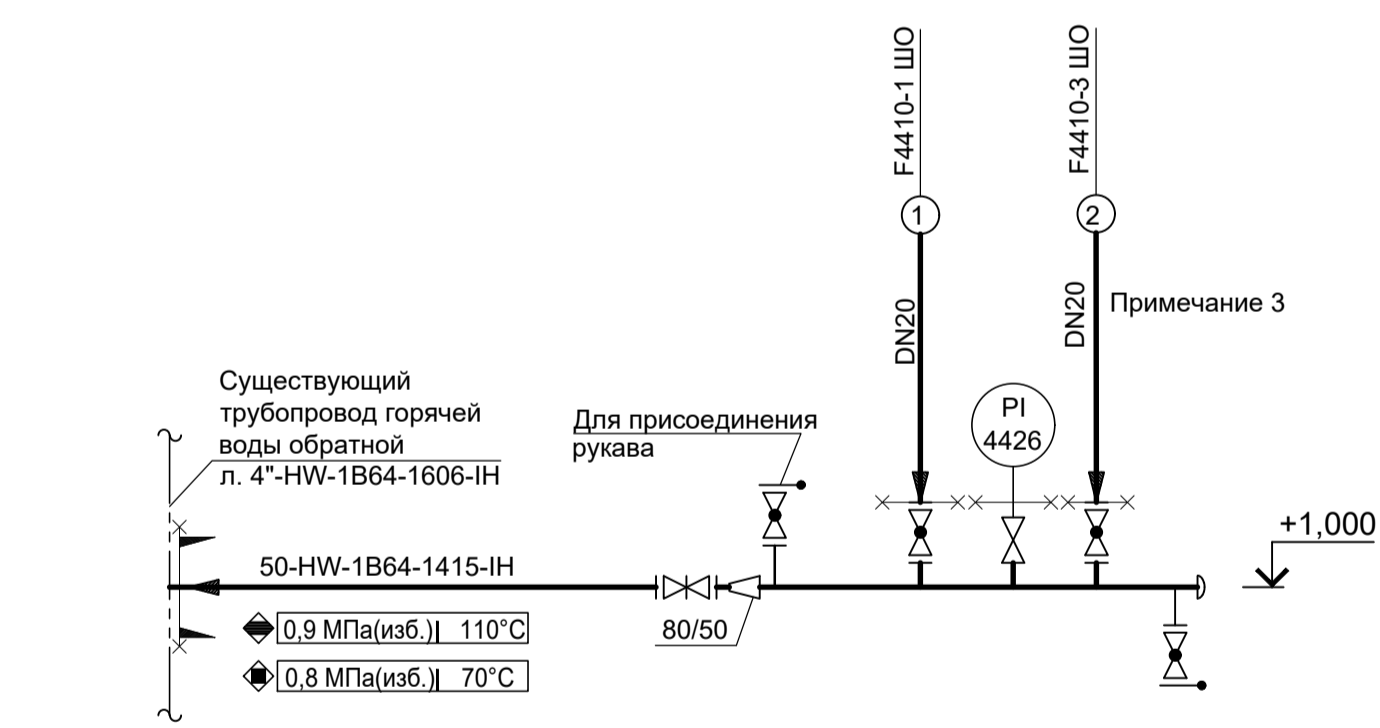 F4410-1 ШО
F4410-3 ШО
1
2
DN20
DN20
Примечание 3
Существующий
трубопровод горячей
воды обратной
л. 4"-HW-1B64-1606-IH
Для присоединения
рукава
PI
4426
+1,000
50-HW-1B64-1415-IH
0,9 МПа(изб.)| 110°C
80/50
0,8 МПа(изб.)| 70°C